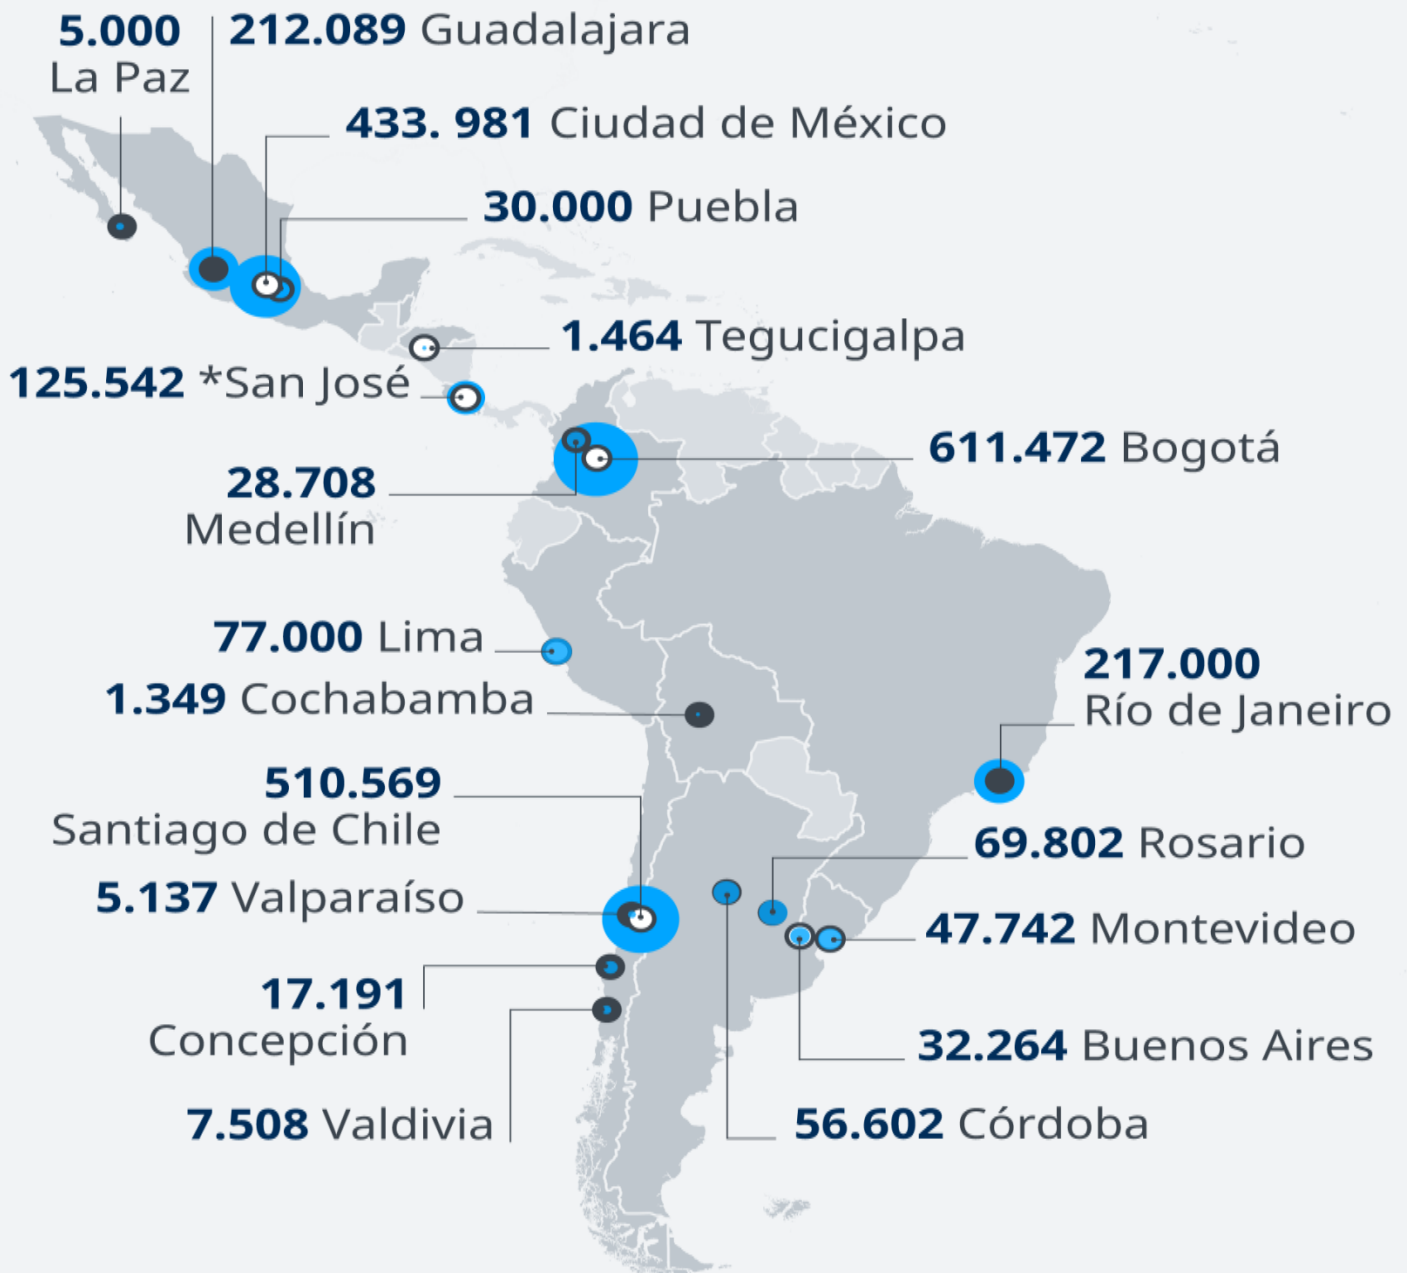 5.000
La Paz
212.089 Guadalajara
433. 981 Ciudad de México
30.000 Puebla
1.464 Tegucigalpa
125.542 *San José
611.472 Bogotá
28.708
Medellín
77.000 Lima
217.000
Río de Janeiro
1.349 Cochabamba
510.569
Santiago de Chile
69.802 Rosario
5.137 Valparaíso
47.742 Montevideo
17.191
Concepción
32.264 Buenos Aires
7.508 Valdivia
56.602 Córdoba